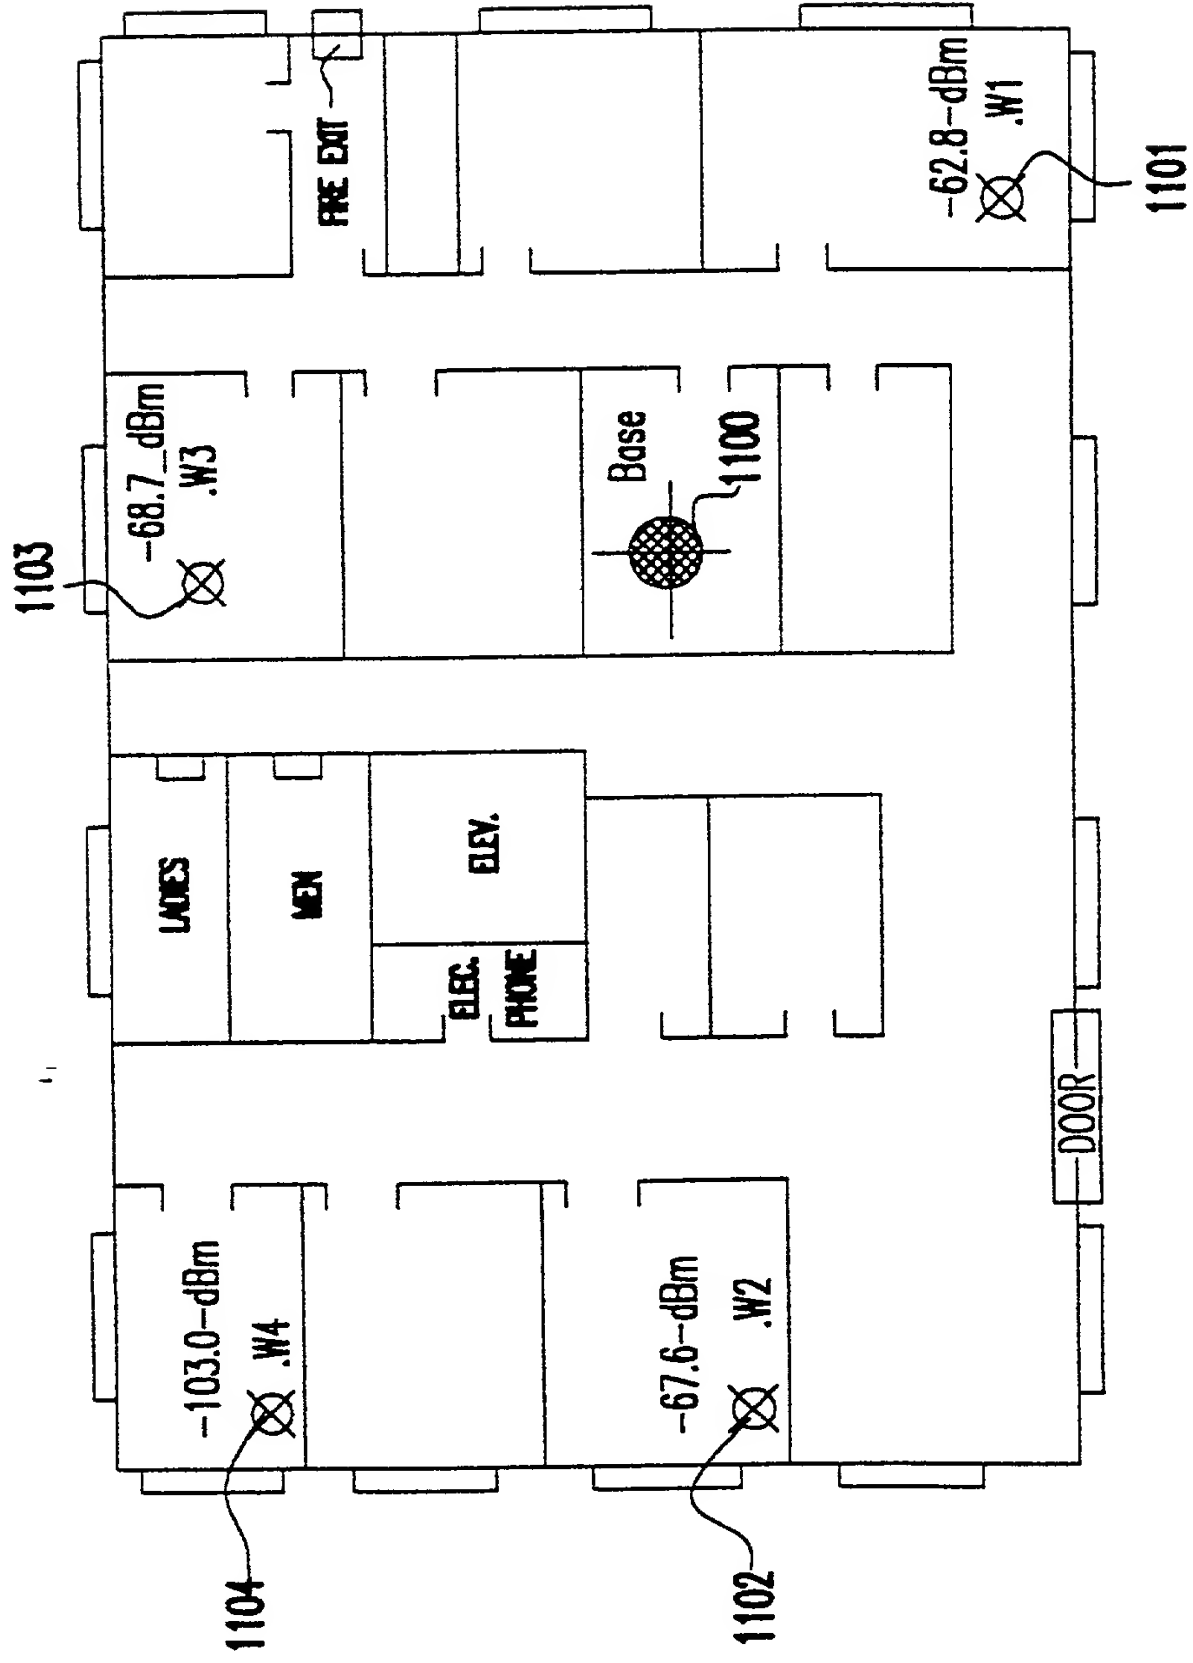 1104
-103.0-dBm
.W4
LADIES
MEN
1103
-68.7_dBm
.W3
FIRE EXIT
ELEC.
PHONE
ELEV.
1102
-67.6-dBm
.W2
Base
1100
-62.8-dBm
.W1
DOOR
1101